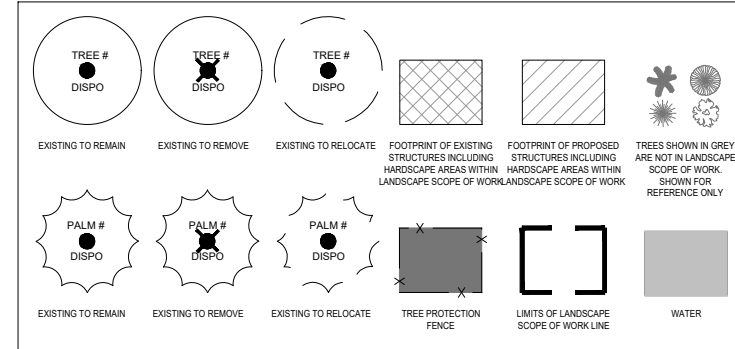 TREE #
DISPO
EXISTING TO REMAIN
TREE #
DISPO
EXISTING TO REMOVE
TREE #
DISPO
EXISTING TO RELOCATE
FOOTPRINT OF EXISTING
STRUCTURES INCLUDING
HARDSCAPE AREAS WITHIN
LANDSCAPE SCOPE OF WORK
FOOTPRINT OF PROPOSED
STRUCTURES INCLUDING
HARDSCAPE AREAS WITHIN
LANDSCAPE SCOPE OF WORK
TREES SHOWN IN GREY
ARE NOT IN LANDSCAPE
SCOPE OF WORK.
SHOWN FOR
REFERENCE ONLY
PALM #
DISPO
EXISTING TO REMAIN
PALM #
DISPO
EXISTING TO REMOVE
PALM #
DISPO
EXISTING TO RELOCATE
TREE PROTECTION
FENCE
LIMITS OF LANDSCAPE
SCOPE OF WORK LINE
WATER